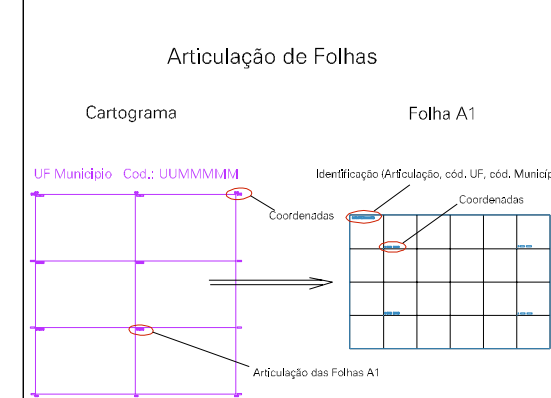 Articulação de Folhas
Cartograma
Folha A1
UF Municipio Cod.: UUMMMMM
Identificação (Articulação, cód. UF, cód. Municíp
Coordenadas
Coordenadas
Articulação das Folhas A1